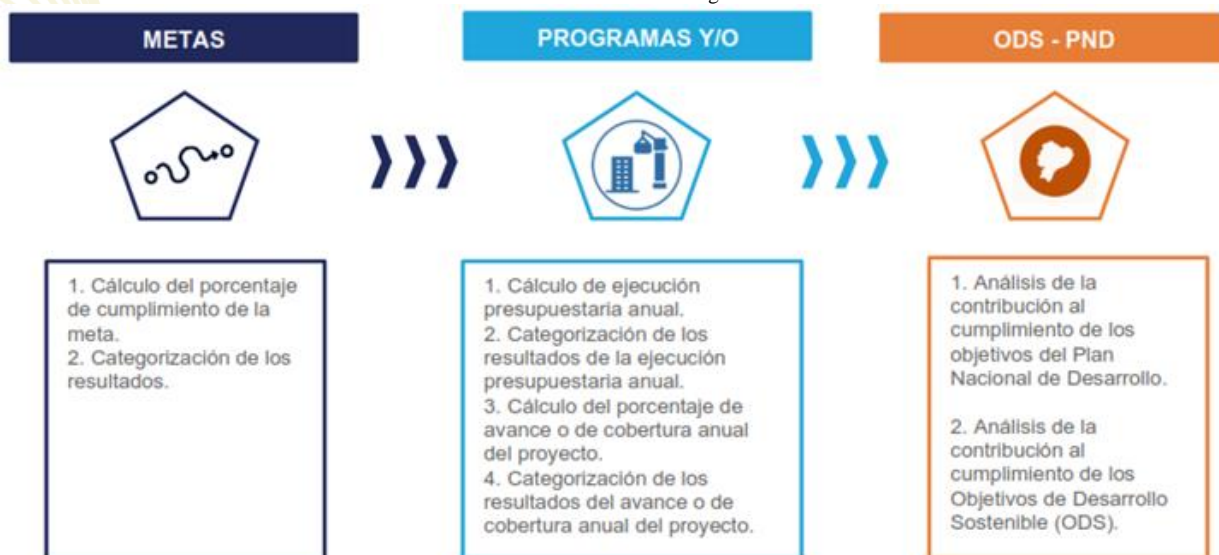 METAS
PROGRAMAS Y/O
ODS - PND
1. Cálculo del porcentaje
de cumplimiento de la
meta.
2. Categorización de los
resultados.
1. Cálculo de ejecución
presupuestaria anual.
2. Categorización de los
resultados de la ejecución
presupuestaria anual.
3. Cálculo del porcentaje de
avance o de cobertura anual
del proyecto.
4. Categorización de los
resultados del avance o de
cobertura anual del proyecto.
1. Análisis de la
contribución al
cumplimiento de los
objetivos del Plan
Nacional de Desarrollo.
2. Análisis de la
contribución al
cumplimiento de los
Objetivos de Desarrollo
Sostenible (ODS).